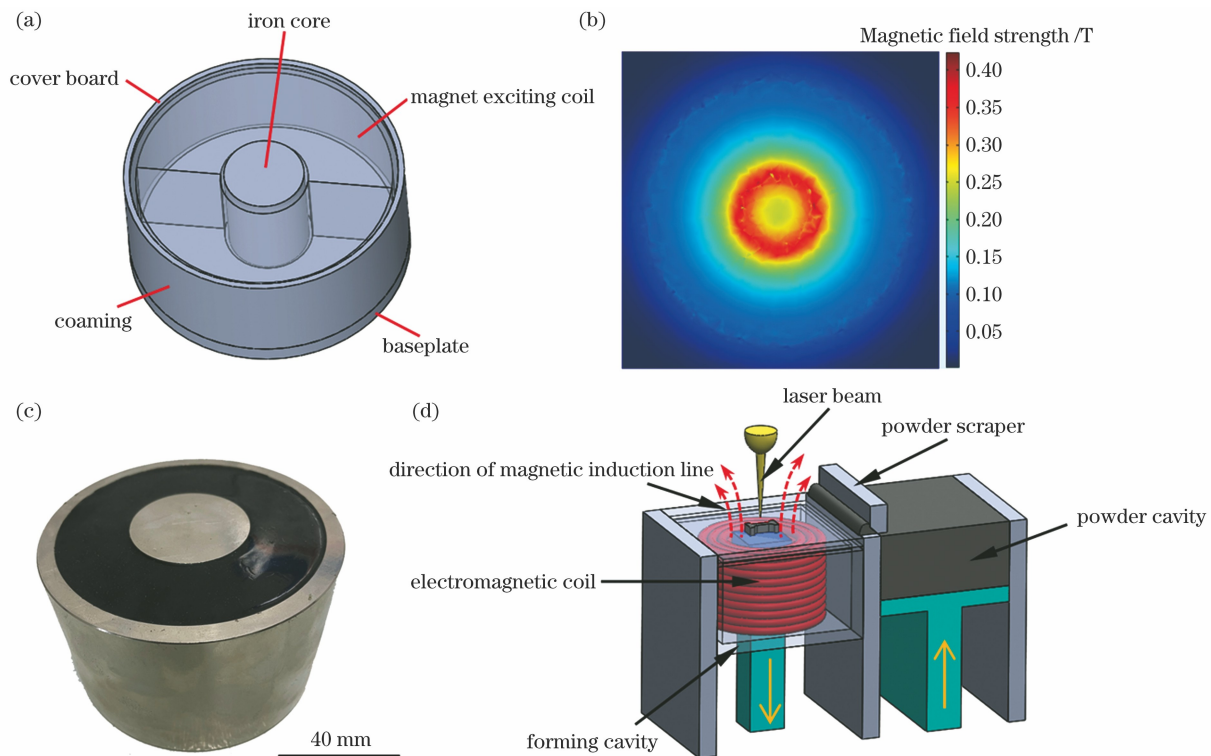 (a)
iron core
cover board
magnet exciting coil
coaming
baseplate
(b)
Magnetic field strength /T
0.40
0.35
0.30
0.25
0.20
0.15
0.10
0.05
(c)
40 mm
(d)
laser beam
powder scraper
direction of magnetic induction line
powder cavity
electromagnetic coil
forming cavity